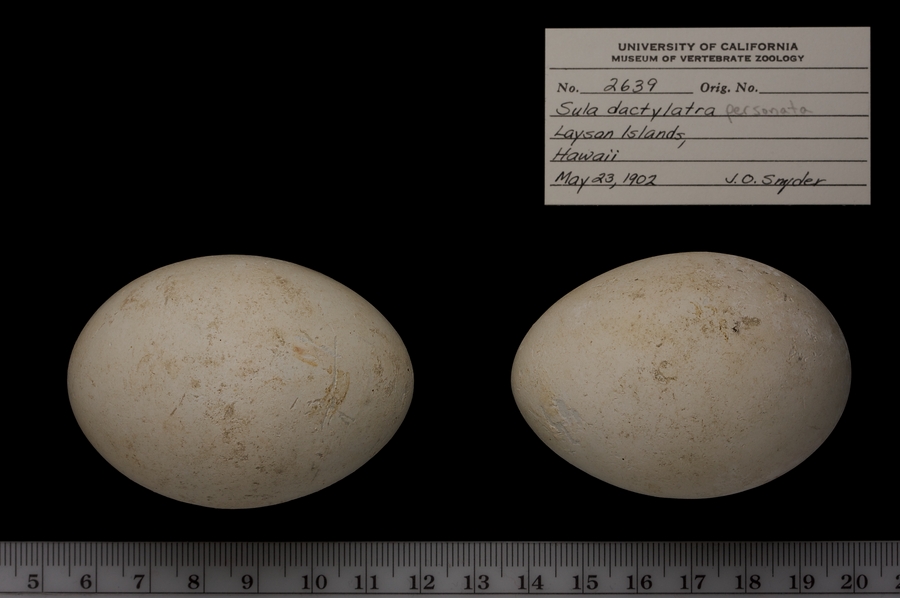 UNIVERSITY OF CALIFORNIA
MUSEUM OF VERTEBRATE ZOOLOGY
No. 2639 Orig. No.
Sula dactylatra personata
Laysan Islands,
Hawaii
May 23, 1902 J.O. Snyder
5 6 7 8 9 10 11 12 13 14 15 16 17 18 19 20